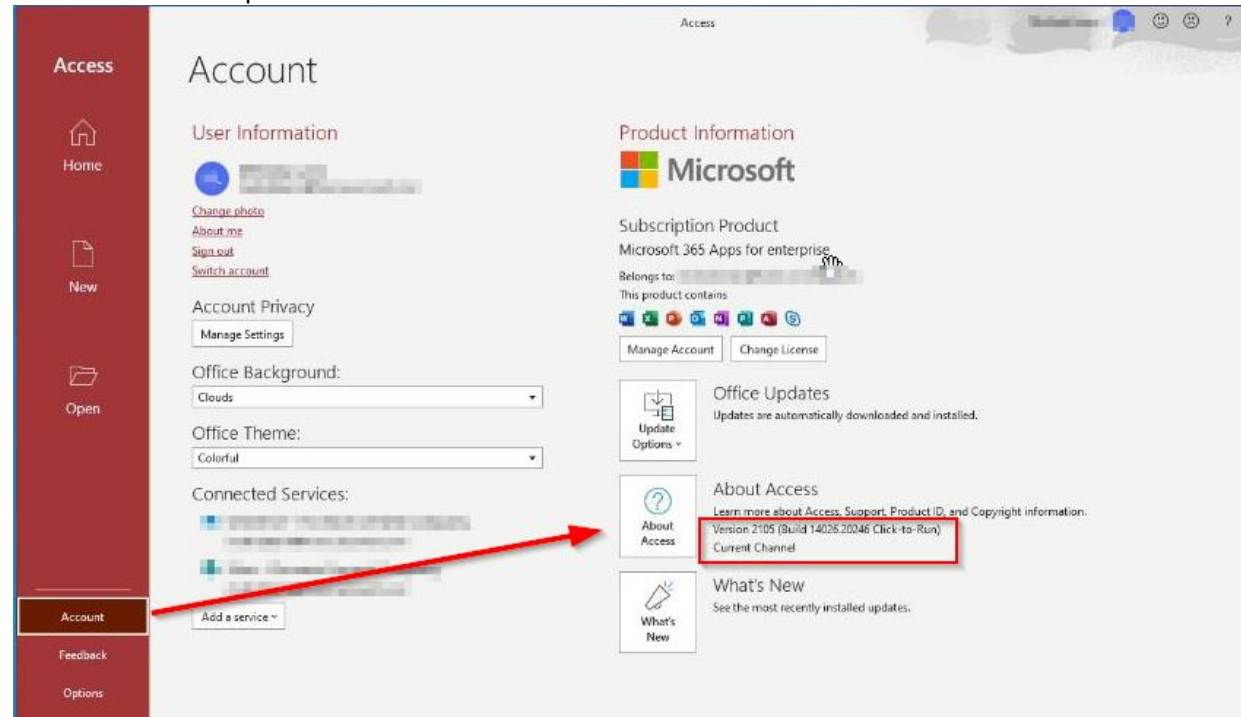 Access
?
Access
Home
New
Open
Account
Feedback
Options
Account
User Information
Change photo
About me
Sign out
Switch account
Account Privacy
Manage Settings
Office Background:
Clouds
Office Theme:
Colorful
Connected Services:
Add a service
Product Information
Microsoft
Subscription Product
Microsoft 365 Apps for enterprise
Belongs to:
This product contains
Manage Account
Change License
Update
Options
Office Updates
Updates are automatically downloaded and installed.
About
Access
About Access
Learn more about Access, Support, Product ID, and Copyright information.
Version 2105 (Build 14026.20246 Click-to-Run)
Current Channel
What's
New
What's New
See the most recently installed updates.